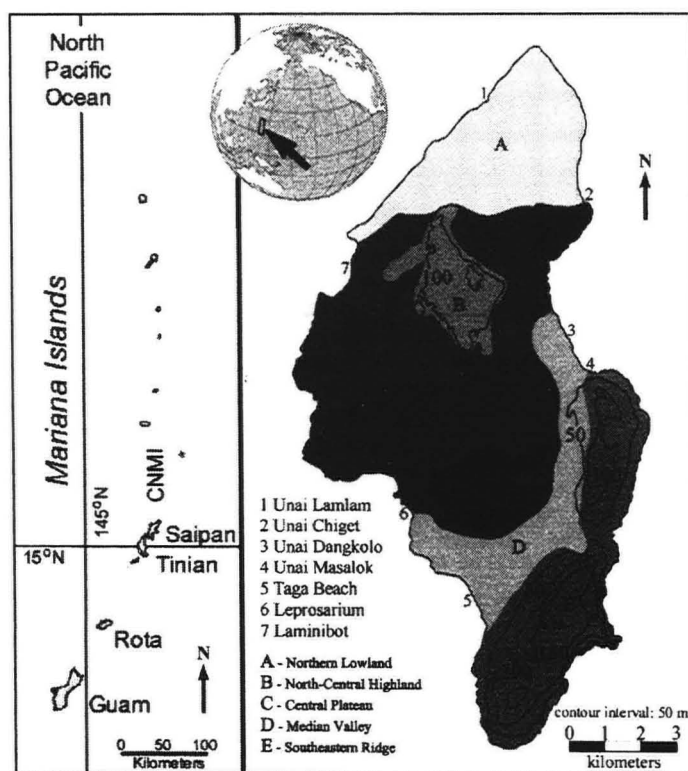 North
Pacific
Ocean
Mariana Islands
145°N
CNMI
Saipan
15°N
Tinian
Rota
Guam
N
0 50 100
Kilometers
1
A
N
2
7
100
B
3
4
50
6
D
5
1 Unai Lamlam
2 Unai Chiget
3 Unai Dangkolo
4 Unai Masalok
5 Taga Beach
6 Leprosarium
7 Laminibot
A - Northern Lowland
B - North-Central Highland
C - Central Plateau
D - Median Valley
E - Southeastern Ridge
contour interval: 50 m
0 1 2 3
kilometers